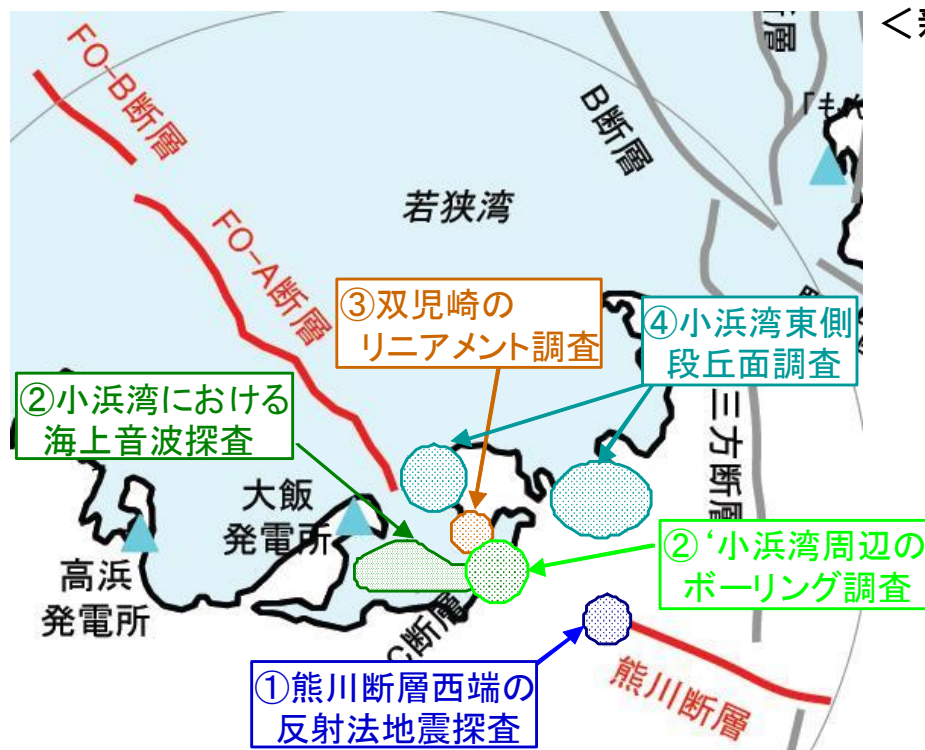 FO-B断層
FO-A断層
B断層
断層
若狭湾
③双児崎の
リニアメント調査
④小浜湾東側
段丘面調査
②小浜湾における
海上音波探査
三方断層
大飯
発電所
高浜
発電所
②‘小浜湾周辺の
ボーリング調査
C断層
①熊川断層西端の
反射法地震探査
熊川断層